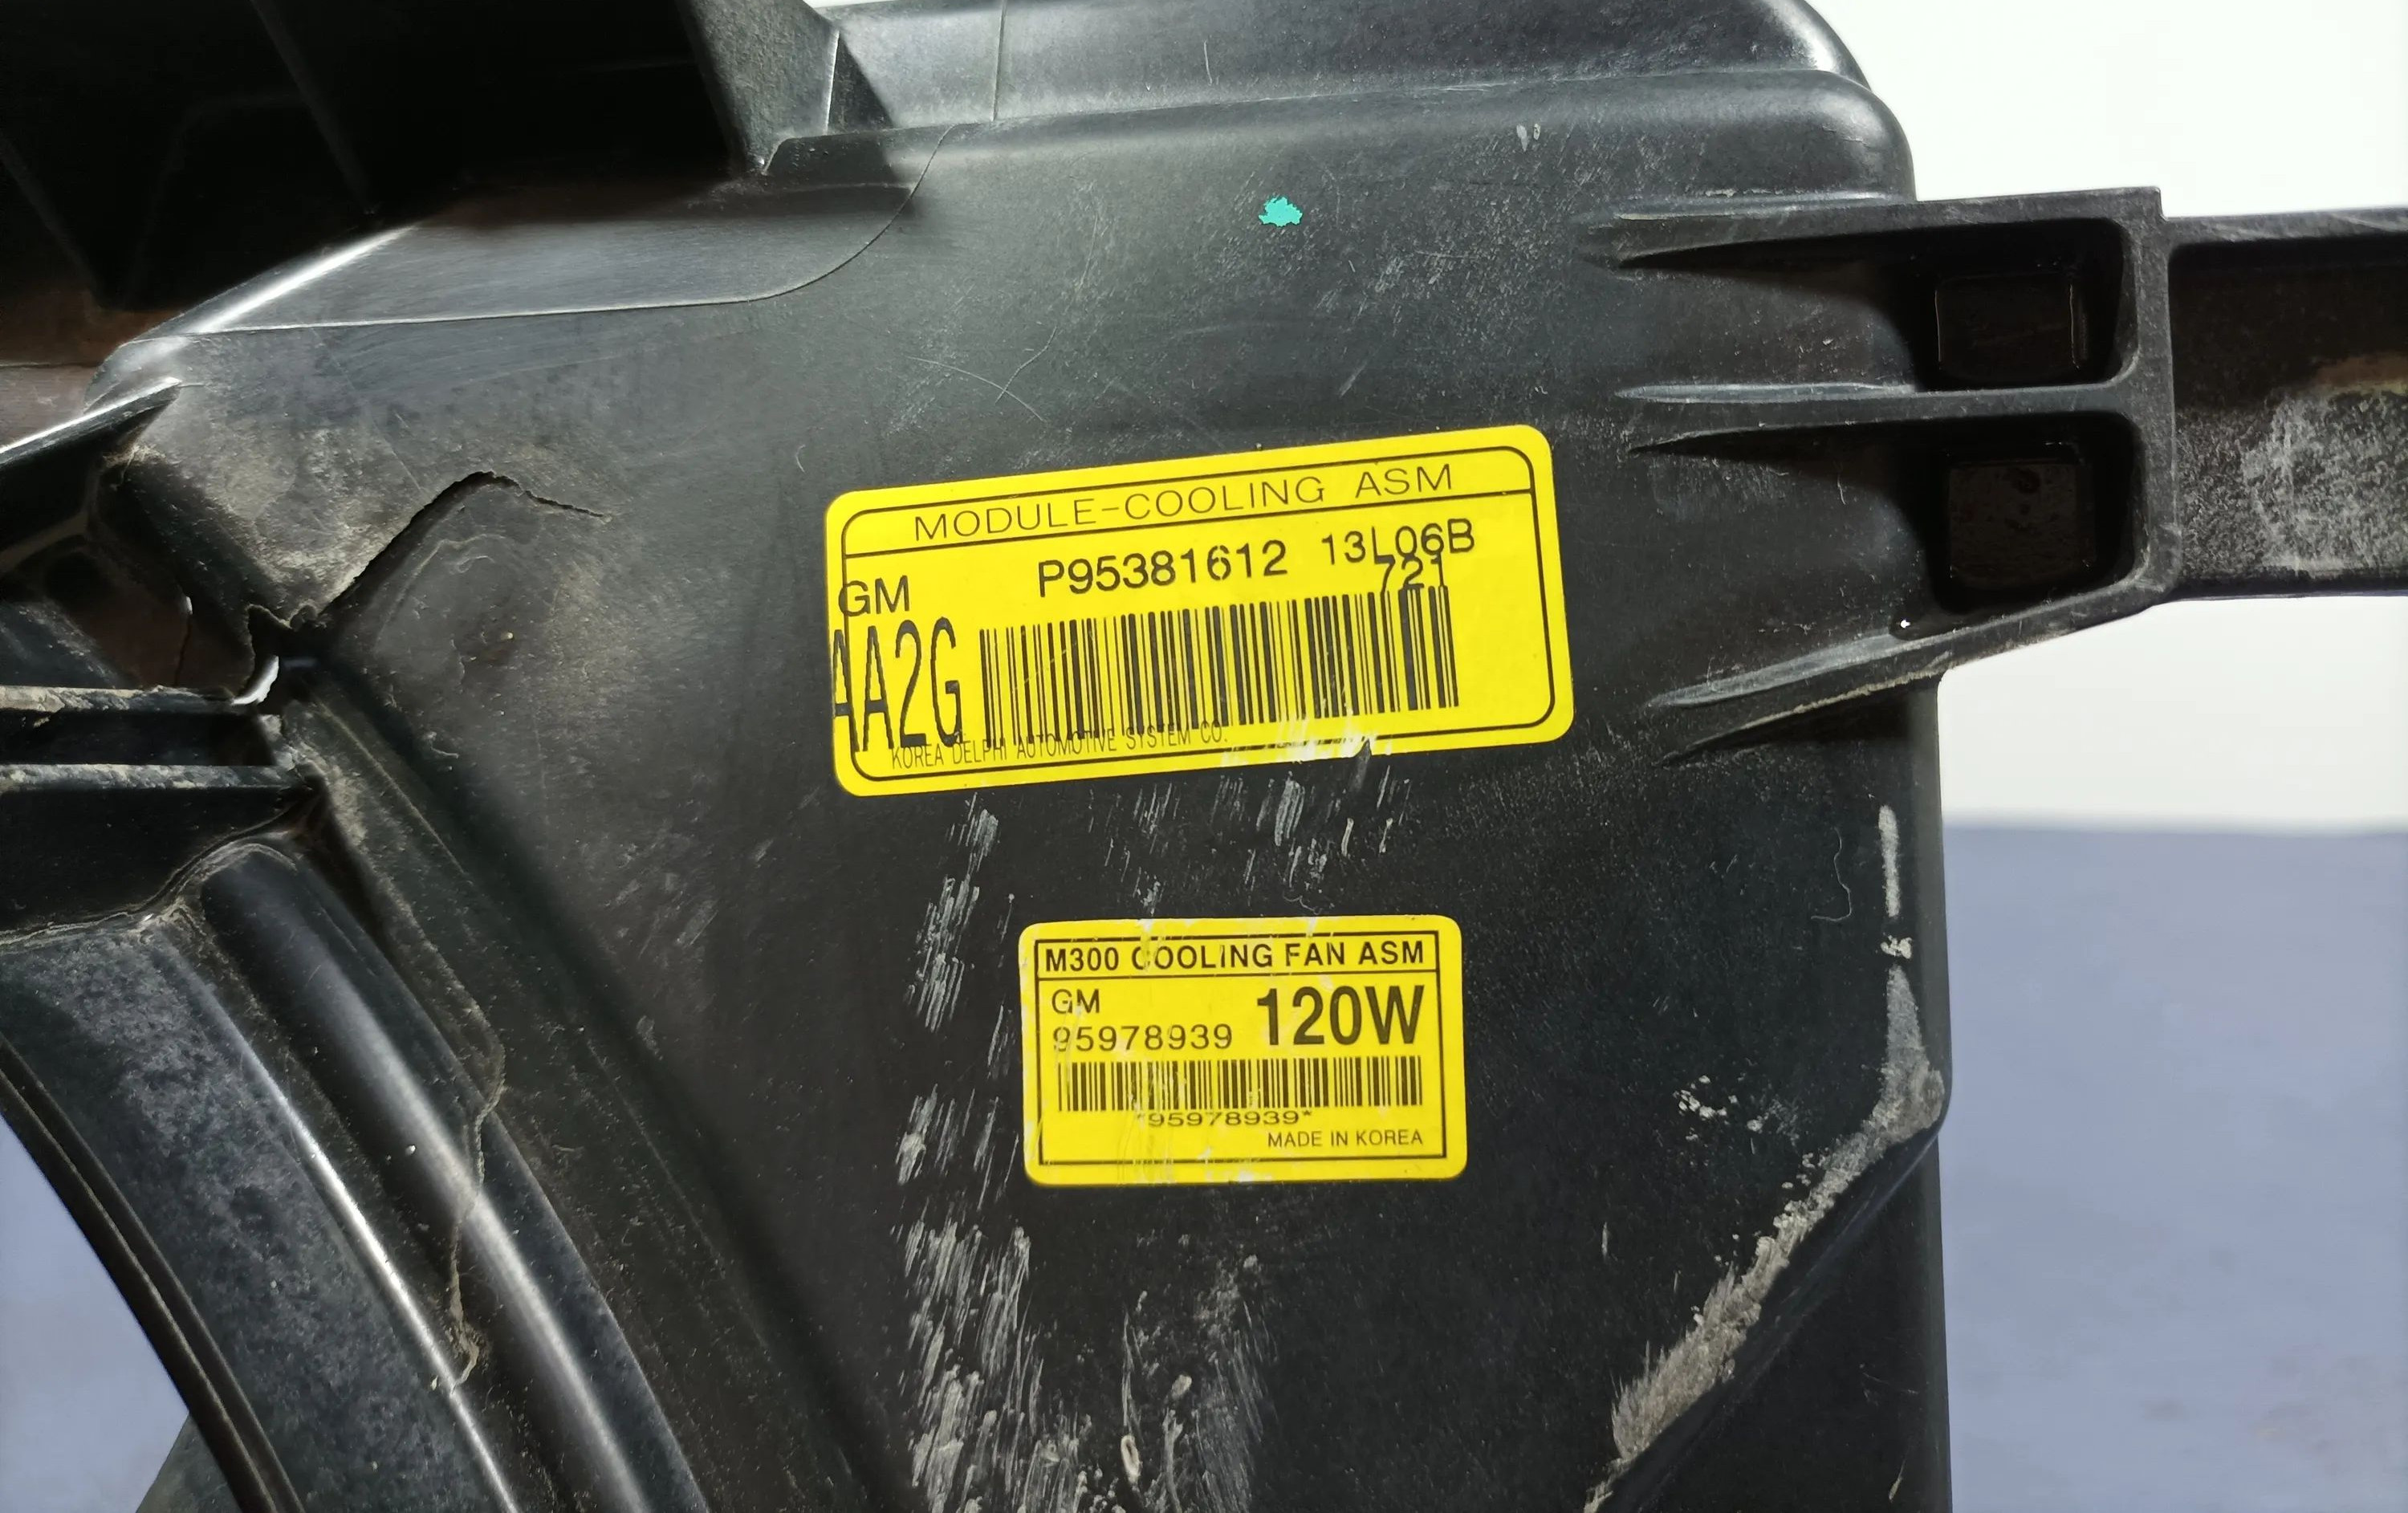 MODULE-COOLING ASM
GM P95381612 13L06B
721
AA2G
KOREA DELPHI AUTOMOTIVE SYSTEM CO.
M300 COOLING FAN ASM
GM
95978939 120W
*95978939*
MADE IN KOREA